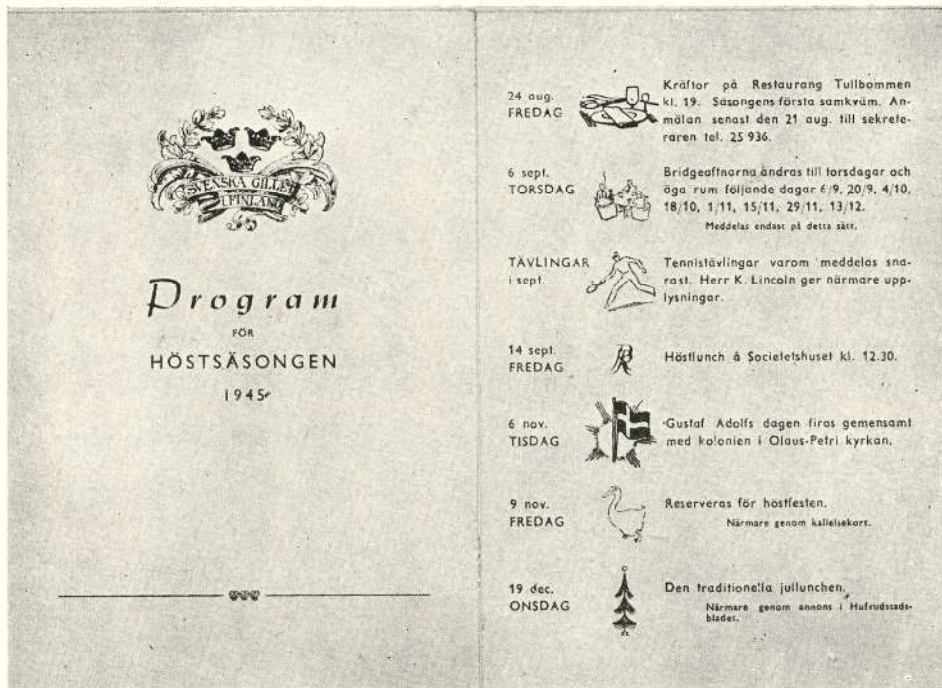 SVENSKA GILLET
I FINLAND
Program
FÖR
HÖSTSÄSONGEN
1945
24 aug.
FREDAG
Kräftor på Restaurang Tullbommen
kl. 19. Säsongens första samkväm. An-
mälan senast den 21 aug. till sekrete-
raren tel. 25 936.
6 sept.
TORSDAG
Bridgeaftnarna ändras till torsdagar och
äga rum följande dagar 6/9, 20/9, 4/10,
18/10, 1/11, 15/11, 29/11, 13/12.
Meddelas endast på detta sätt.
TÄVLINGAR
i sept.
Tennistävlingar varom meddelas sna-
rast. Herr K. Lincoln ger närmare upp-
lysningar.
14 sept.
FREDAG
Höstlunch å Societetshuset kl. 12.30.
6 nov.
TISDAG
Gustaf Adolfs dagen firas gemensamt
med kolonien i Olaus-Petri kyrkan.
9 nov.
FREDAG
Reserveras för höstfesten.
Närmare genom kallelsekort.
19 dec.
ONSDAG
Den traditionella jullunchen.
Närmare genom annons i Hufvudstads-
bladet.